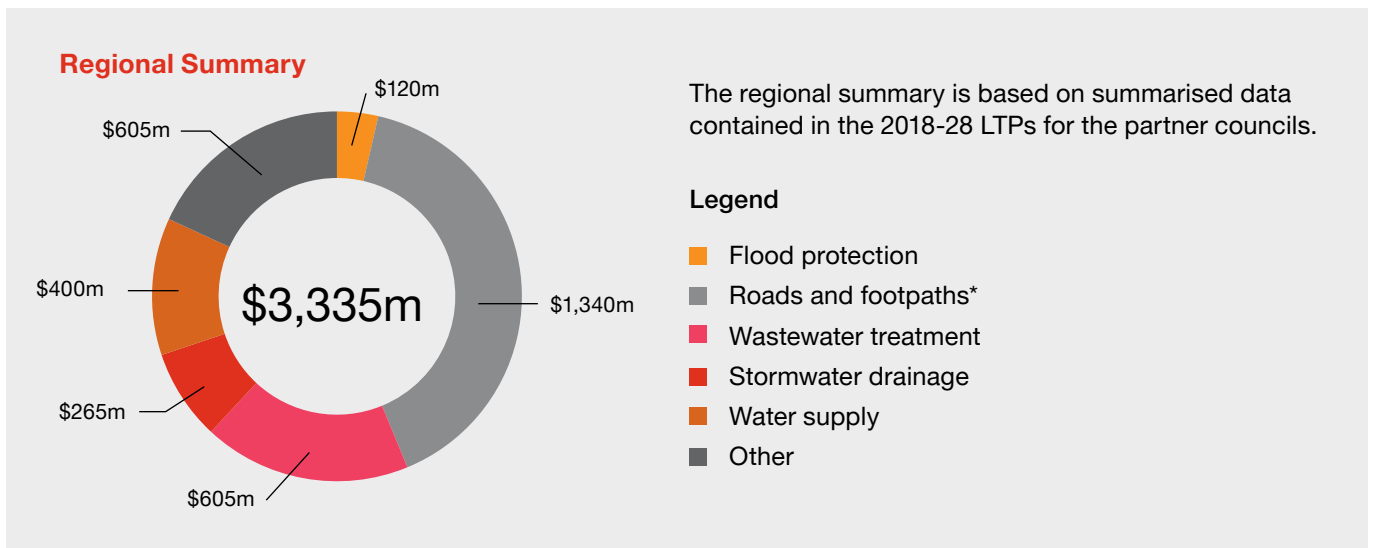 Regional Summary
$120m
$605m
$400m
$3,335m
$1,340m
$265m
$605m
The regional summary is based on summarised data
contained in the 2018-28 LTPs for the partner councils.
Legend
Flood protection
Roads and footpaths*
Wastewater treatment
Stormwater drainage
Water supply
Other